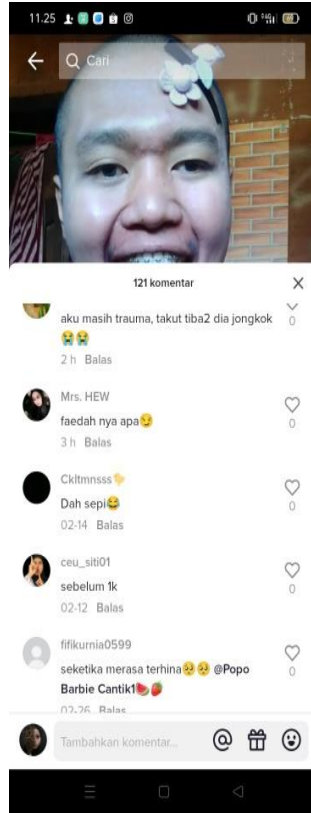 11.25
Cari
121 komentar
aku masih trauma, takut tiba2 dia jongkok
😭😭
0
2 h Balas
Mrs. HEW
faedah nya apa😏
0
3 h Balas
Ckltmnsss
Dah sepi😂
0
02-14 Balas
ceu_siti01
sebelum 1k
0
02-12 Balas
fifikurnia0599
seketika merasa terhina🥺🥺 @Popo
Barbie Cantik1🍉🍓
0
02-26 Balas
Tambahkan komentar...